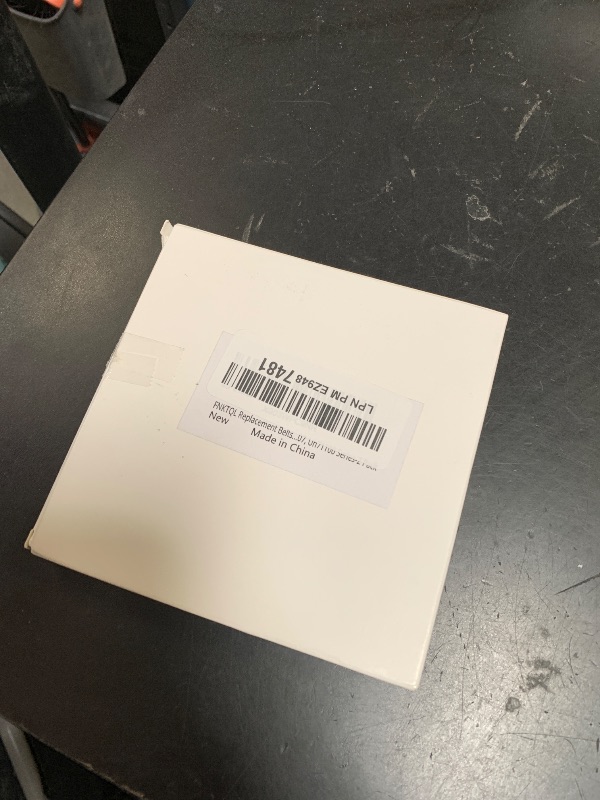 LPN PM EZ948 7481
FNXTQL Replacement Belts...
New
Made in China